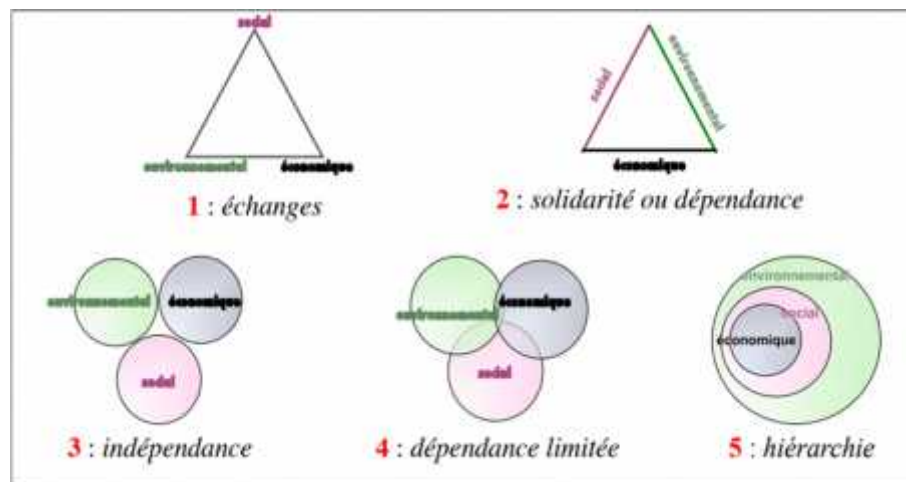 social
environnemental
économique
1 : échanges
social
environnemental
économique
2 : solidarité ou dépendance
environnemental
économique
social
3 : indépendance
environnemental
économique
social
4 : dépendance limitée
environnemental
social
économique
5 : hiérarchie